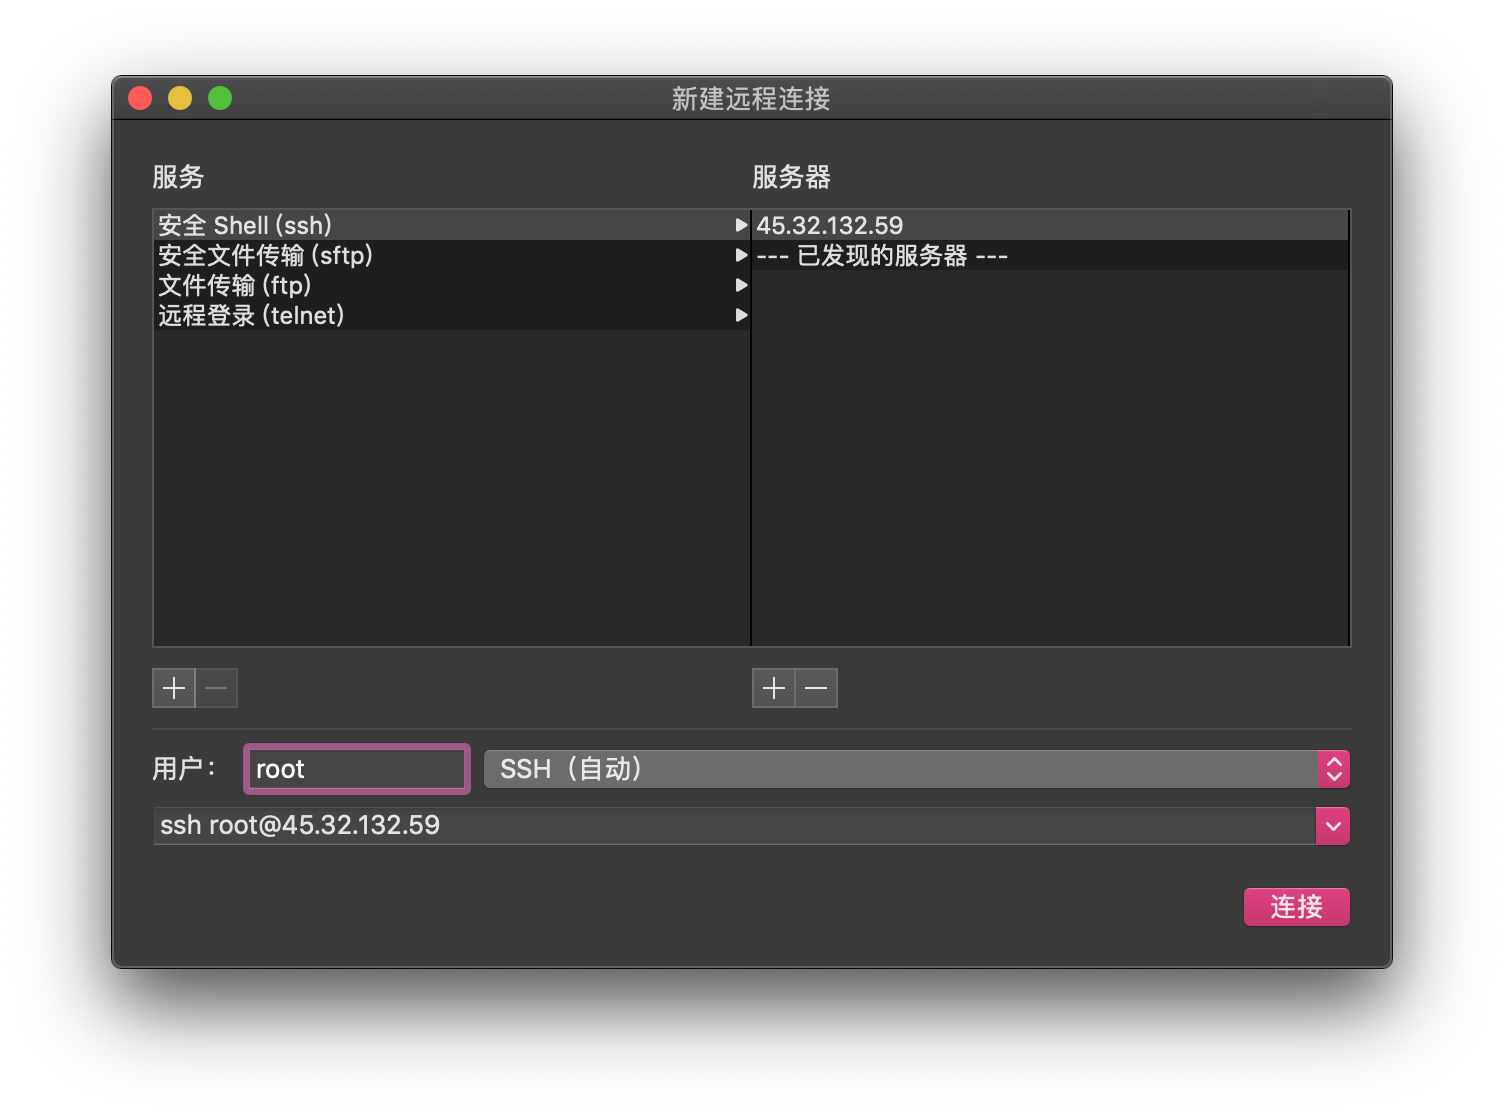 新建远程连接
服务
服务器
安全 Shell (ssh)
45.32.132.59
安全文件传输 (sftp)
--- 已发现的服务器 ---
文件传输 (ftp)
远程登录 (telnet)
用户：
root
SSH（自动）
ssh root@45.32.132.59
连接